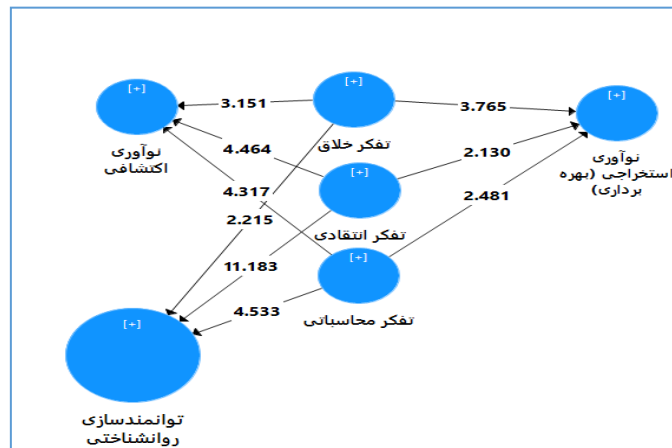 [+]
[+]
[+]
3.151
3.765
نوآوری
اکتشافی
تفکر خلاق
نوآوری
استخراجی (بهره
برداری)
4.464
2.130
[+]
4.317
2.481
2.215
تفکر انتقادی
[+]
11.183
4.533
تفکر محاسباتی
[+]
توانمندسازی
روانشناختی